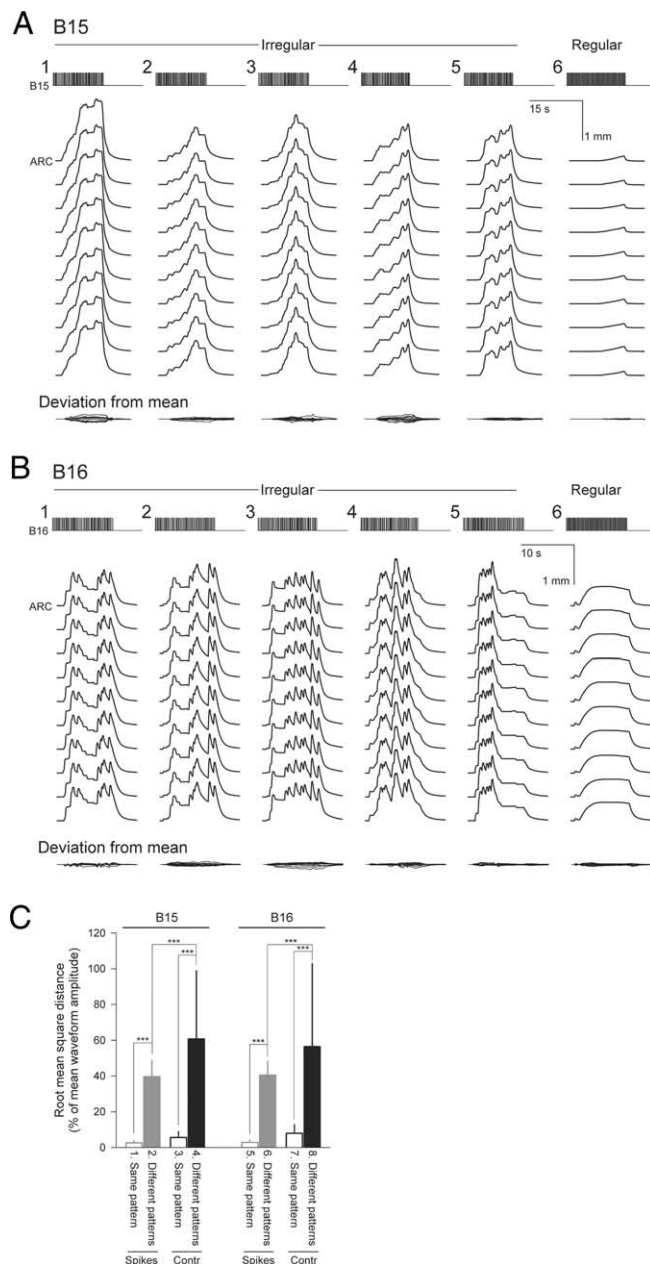 A B15
Irregular Regular
1 2 3 4 5 6
B15
15 s
1 mm
ARC
Deviation from mean
B B16
Irregular Regular
1 2 3 4 5 6
B16
10 s
1 mm
ARC
Deviation from mean
C
B15 B16
Root mean square distance
(% of mean waveform amplitude)
120
100
80
60
40
20
0
*** ***
*** ***
*** ***
1. Same pattern
2. Different patterns
3. Same pattern
4. Different patterns
5. Same pattern
6. Different patterns
7. Same pattern
8. Different patterns
Spikes Contr Spikes Contr